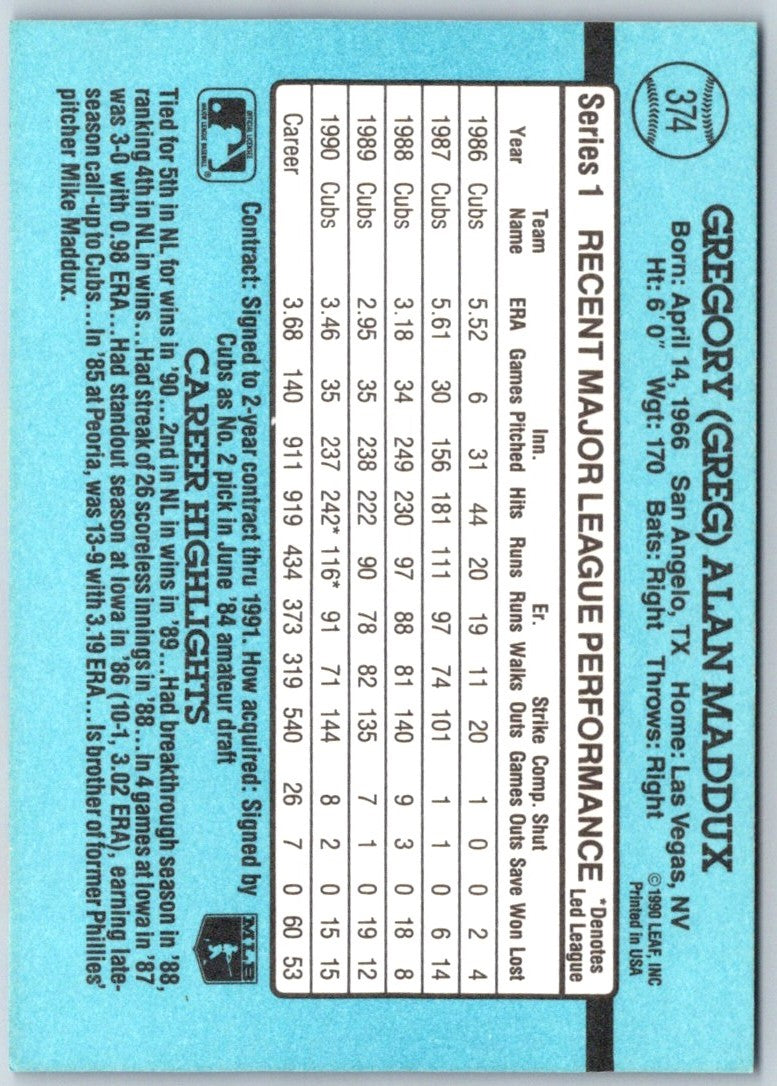 374
GREGORY (GREG) ALAN MADDUX
Born: April 14, 1966 San Angelo, TX Home: Las Vegas, NV
Ht: 6' 0" Wgt: 170 Bats: Right Throws: Right
© 1990 LEAF, INC
Printed in USA
Series 1 RECENT MAJOR LEAGUE PERFORMANCE *Denotes
Led League
Team Inn. Er. Strike Comp. Shut
Year Name ERA Games Pitched Hits Runs Runs Walks Outs Games Outs Save Won Lost
1986 Cubs 5.52 6 31 44 20 19 11 20 1 0 0 2 4
1987 Cubs 5.61 30 156 181 111 97 74 101 1 1 0 6 14
1988 Cubs 3.18 34 249 230 97 88 81 140 9 3 0 18 8
1989 Cubs 2.95 35 238 222 90 78 82 135 7 1 0 19 12
1990 Cubs 3.46 35 237 242* 116* 91 71 144 8 2 0 15 15
Career 3.68 140 911 919 434 373 319 540 26 7 0 60 53
OFFICIAL LICENSEE
MAJOR LEAGUE BASEBALL
®
Contract: Signed to 2-year contract thru 1991. How acquired: Signed by
Cubs as No. 2 pick in June '84 amateur draft
MLB
CAREER HIGHLIGHTS
Tied for 5th in NL for wins in '90...2nd in NL in wins in '89...Had breakthrough season in '88,
ranking 4th in NL in wins...Had streak of 26 scoreless innings in '88...In 4 games at Iowa in '87
was 3-0 with 0.98 ERA...Had standout season at Iowa in '86 (10-1, 3.02 ERA), earning late-
season call-up to Cubs...In '85 at Peoria, was 13-9 with 3.19 ERA...Is brother of former Phillies'
pitcher Mike Maddux.